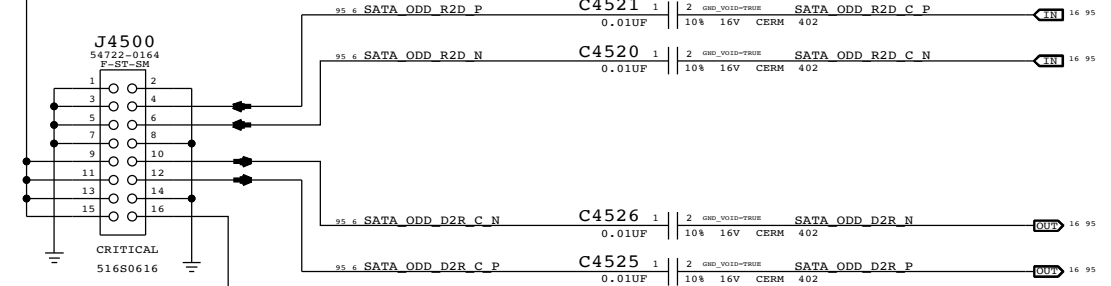 95 6 SATA_ODD_R2D_P C4521 1 2 GND_VOID=TRUE SATA_ODD_R2D_C_P IN 16 95
0.01UF 10% 16V CERM 402
J4500
54722-0164
F-ST-SM
95 6 SATA_ODD_R2D_N C4520 1 2 GND_VOID=TRUE SATA_ODD_R2D_C_N IN 16 95
0.01UF 10% 16V CERM 402
1 2
3 4
5 6
7 8
9 10
11 12
13 14
15 16
95 6 SATA_ODD_D2R_C_N C4526 1 2 GND_VOID=TRUE SATA_ODD_D2R_N OUT 16 95
0.01UF 10% 16V CERM 402
CRITICAL
516S0616
95 6 SATA_ODD_D2R_C_P C4525 1 2 GND_VOID=TRUE SATA_ODD_D2R_P OUT 16 95
0.01UF 10% 16V CERM 402